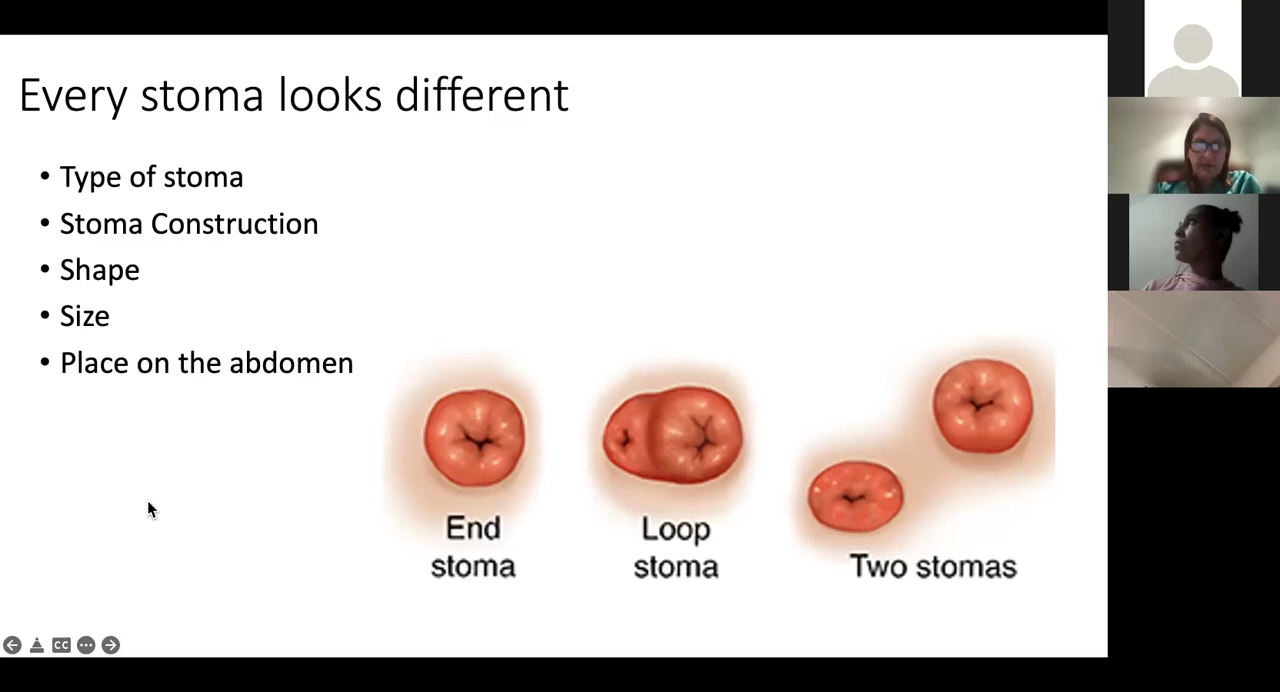 Every stoma looks different
• Type of stoma
• Stoma Construction
• Shape
• Size
• Place on the abdomen
End
stoma
Loop
stoma
Two stomas
CC